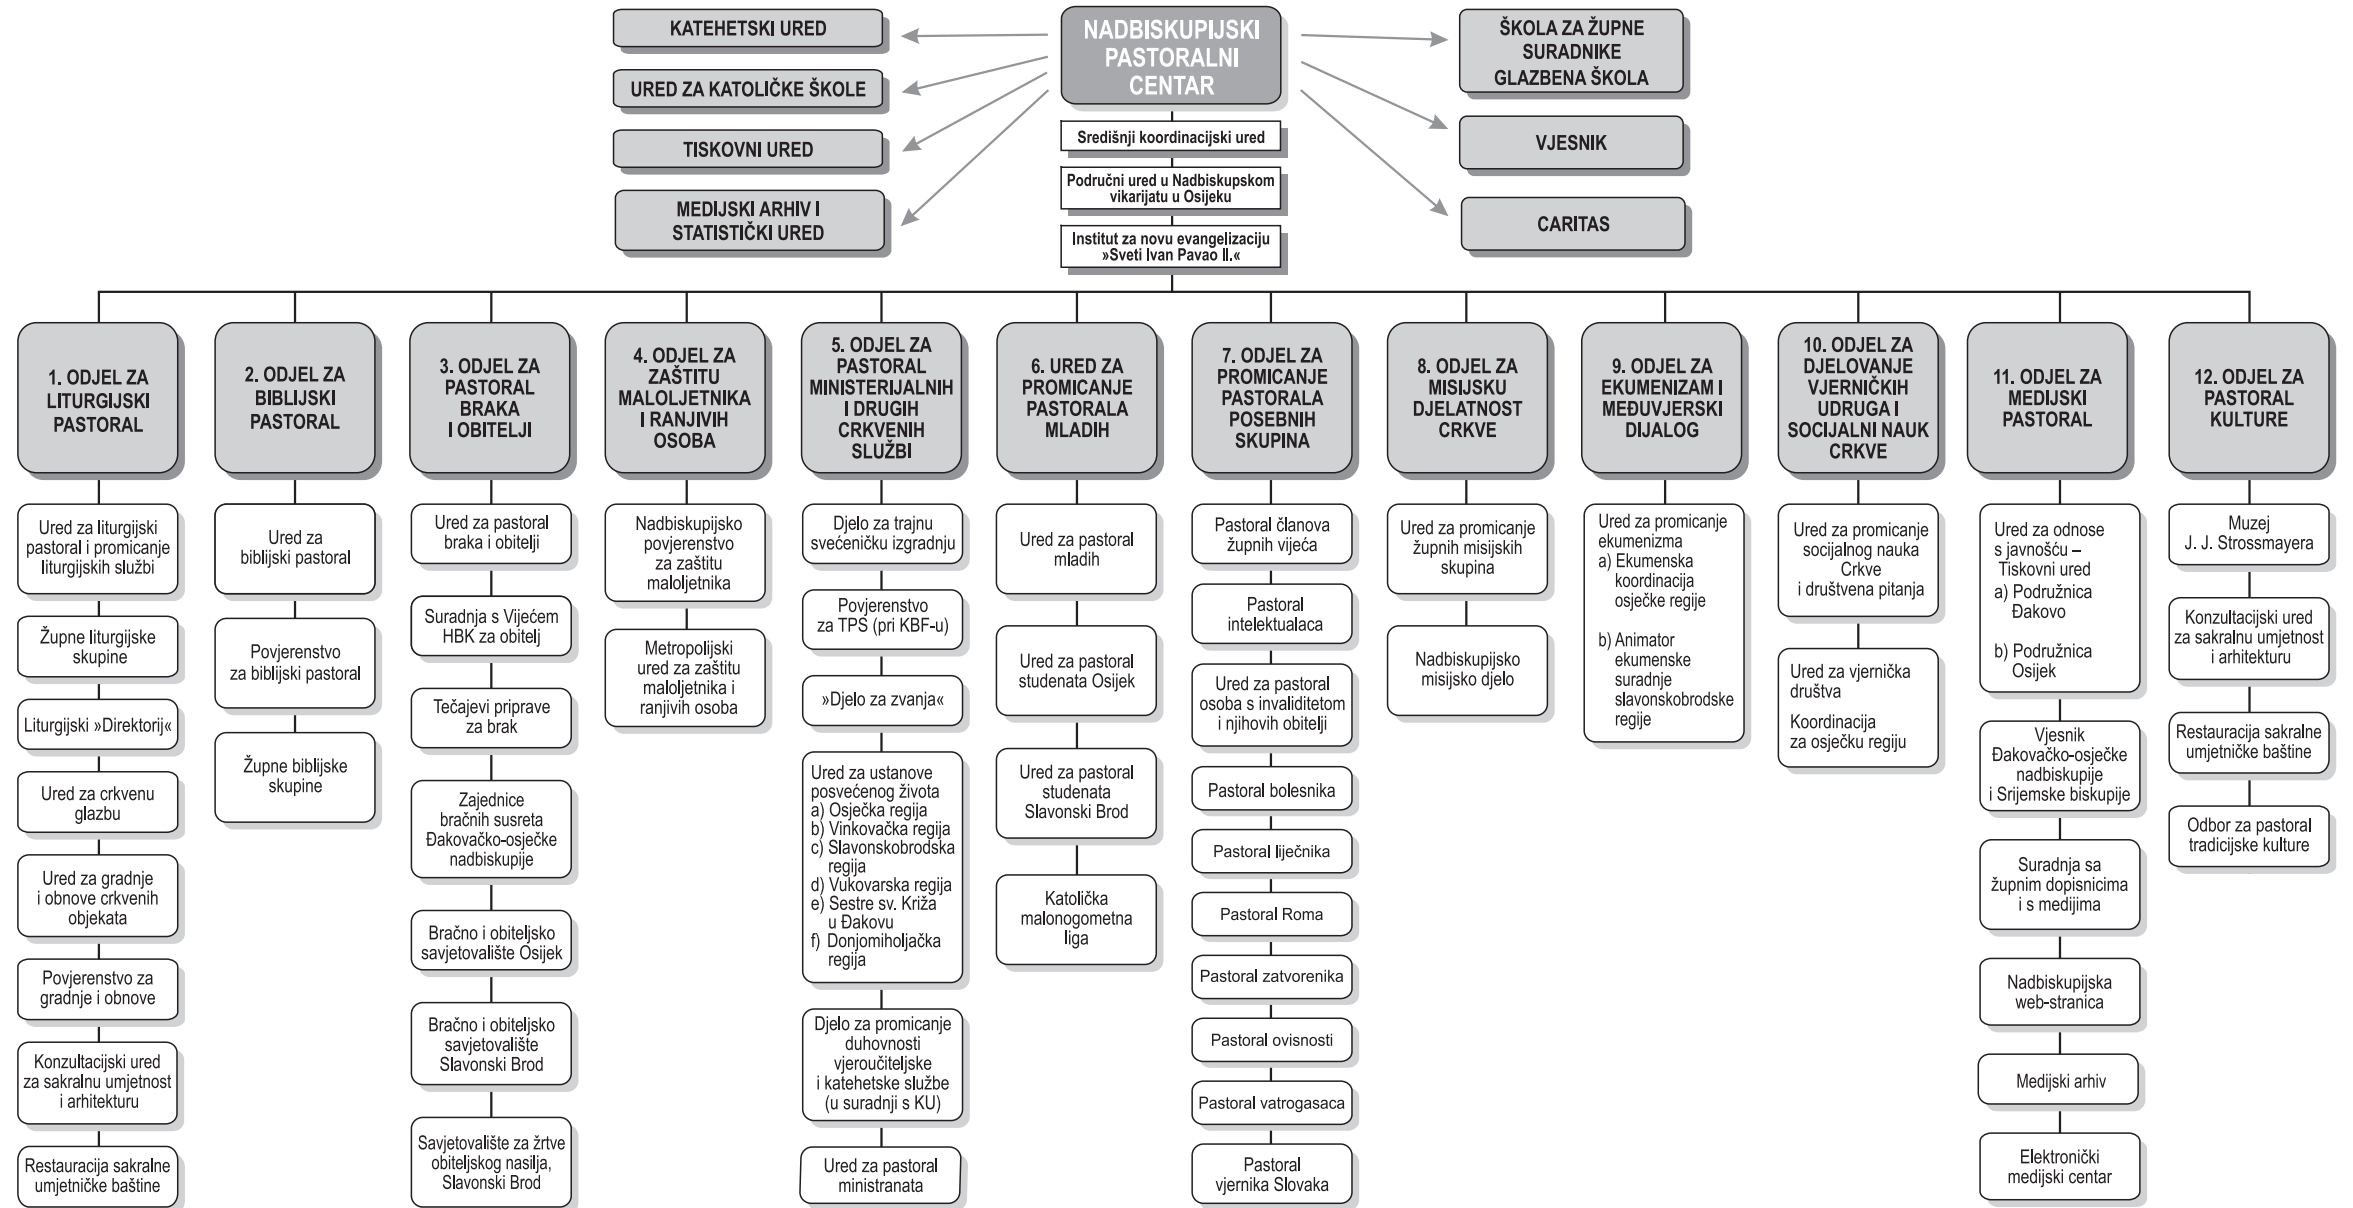 KATEHETSKI URED
URED ZA KATOLIČKE ŠKOLE
TISKOVNI URED
MEDIJSKI ARHIV I
STATISTIČKI URED
NADBISKUPIJSKI
PASTORALNI
CENTAR
Središnji koordinacijski ured
Područni ured u Nadbiskupskom
vikarijatu u Osijeku
Institut za novu evangelizaciju
»Sveti Ivan Pavao II.«
ŠKOLA ZA ŽUPNE
SURADNIKE
GLAZBENA ŠKOLA
VJESNIK
CARITAS
1. ODJEL ZA
LITURGIJSKI
PASTORAL
Ured za liturgijski
pastoral i promicanje
liturgijskih službi
Župne liturgijske
skupine
Liturgijski »Direktorij«
Ured za crkvenu
glazbu
Ured za gradnje
i obnove crkvenih
objekata
Povjerenstvo za
gradnje i obnove
Konzultacijski ured
za sakralnu umjetnost
i arhitekturu
Restauracija sakralne
umjetničke baštine
2. ODJEL ZA
BIBLIJSKI
PASTORAL
Ured za
biblijski pastoral
Povjerenstvo
za biblijski pastoral
Župne biblijske
skupine
3. ODJEL ZA
PASTORAL
BRAKA
I OBITELJI
Ured za pastoral
braka i obitelji
Suradnja s Vijećem
HBK za obitelj
Tečajevi priprave
za brak
Zajednice
bračnih susreta
Đakovačko-osječke
nadbiskupije
Bračno i obiteljsko
savjetovalište Osijek
Bračno i obiteljsko
savjetovalište
Slavonski Brod
Savjetovalište za žrtve
obiteljskog nasilja,
Slavonski Brod
4. ODJEL ZA
ZAŠTITU
MALOLJETNIKA
I RANJIVIH
OSOBA
Nadbiskupijsko
povjerenstvo
za zaštitu
maloljetnika
Metropolijski
ured za zaštitu
maloljetnika i
ranjivih osoba
5. ODJEL ZA
PASTORAL
MINISTERIJALNIH
I DRUGIH
CRKVENIH
SLUŽBI
Djelo za trajnu
svećeničku izgradnju
Povjerenstvo
za TPS (pri KBF-u)
»Djelo za zvanja«
Ured za ustanove
posvećenog života
a) Osječka regija
b) Vinkovačka regija
c) Slavonskobrodska
regija
d) Vukovarska regija
e) Sestre sv. Križa
u Đakovu
f) Donjomiholjačka
regija
Djelo za promicanje
duhovnosti
vjeroučiteljske
i katehetske službe
(u suradnji s KU)
Ured za pastoral
ministranata
6. URED ZA
PROMICANJE
PASTORALA
MLADIH
Ured za pastoral
mladih
Ured za pastoral
studenata Osijek
Ured za pastoral
studenata
Slavonski Brod
Katolička
malonogometna
liga
7. ODJEL ZA
PROMICANJE
PASTORALA
POSEBNIH
SKUPINA
Pastoral članova
župnih vijeća
Pastoral
intelektualaca
Ured za pastoral
osoba s invaliditetom
i njihovih obitelji
Pastoral bolesnika
Pastoral liječnika
Pastoral Roma
Pastoral zatvorenika
Pastoral ovisnosti
Pastoral vatrogasaca
Pastoral
vjernika Slovaka
8. ODJEL ZA
MISIJSKU
DJELATNOST
CRKVE
Ured za promicanje
župnih misijskih
skupina
Nadbiskupijsko
misijsko djelo
9. ODJEL ZA
EKUMENIZAM I
MEĐUVJERSKI
DIJALOG
Ured za promicanje
ekumenizma
a) Ekumenska
koordinacija
osječke regije
b) Animator
ekumenske
suradnje
slavonskobrodske
regije
10. ODJEL ZA
DJELOVANJE
VJERNIČKIH
UDRUGA I
SOCIJALNI NAUK
CRKVE
Ured za promicanje
socijalnog nauka
Crkve
i društvena pitanja
Ured za vjernička
društva
Koordinacija
za osječku regiju
11. ODJEL ZA
MEDIJSKI
PASTORAL
Ured za odnose
s javnošću –
Tiskovni ured
a) Podružnica
Đakovo
b) Podružnica
Osijek
Vjesnik
Đakovačko-osječke
nadbiskupije
i Srijemske biskupije
Suradnja sa
župnim dopisnicima
i s medijima
Nadbiskupijska
web-stranica
Medijski arhiv
Elektronički
medijski centar
12. ODJEL ZA
PASTORAL
KULTURE
Muzej
J. J. Strossmayera
Konzultacijski ured
za sakralnu umjetnost
i arhitekturu
Restauracija sakralne
umjetničke baštine
Odbor za pastoral
tradicijske kulture